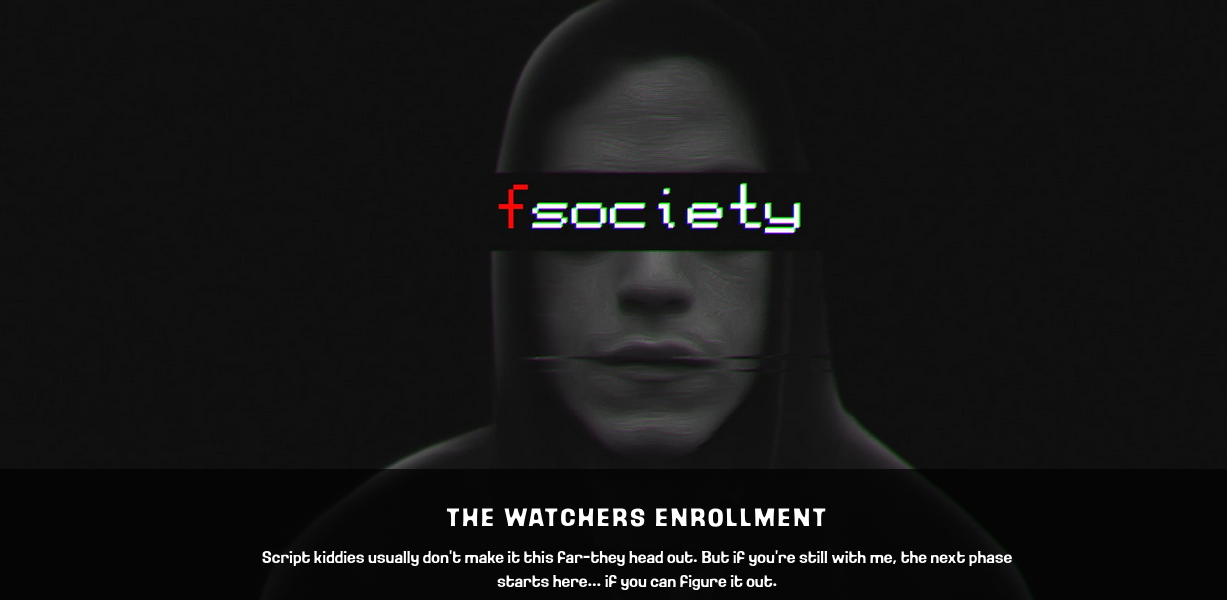 fsociety
THE WATCHERS ENROLLMENT
Script kiddies usually don't make it this far-they head out. But if you're still with me, the next phase
starts here... if you can figure it out.